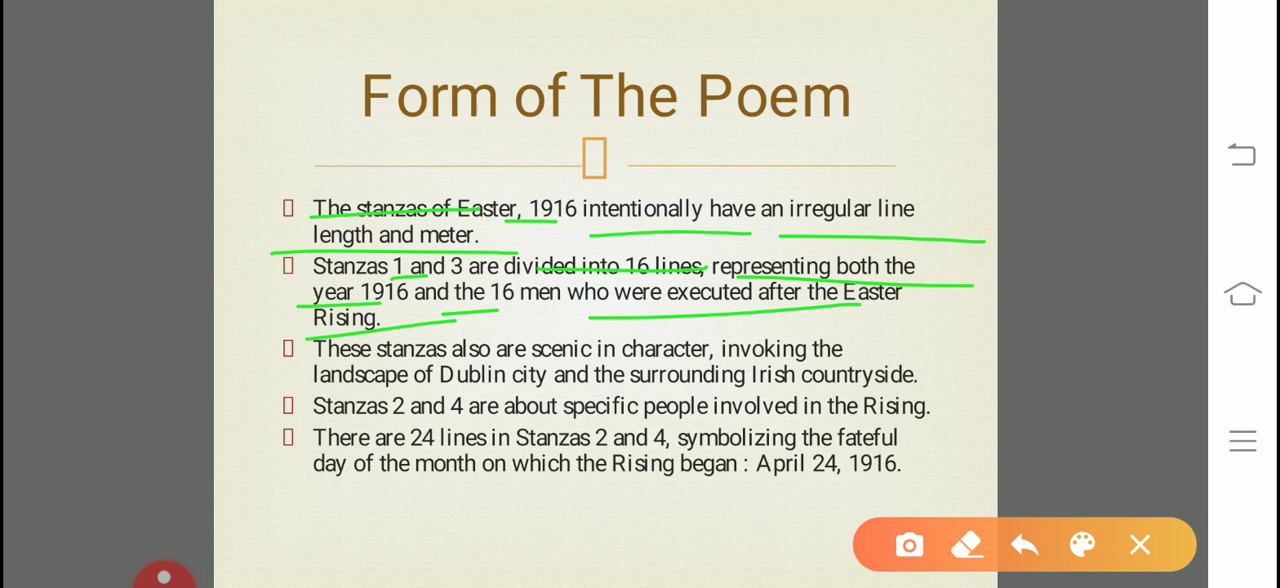 Form of The Poem
The stanzas of Easter, 1916 intentionally have an irregular line
length and meter.
Stanzas 1 and 3 are divided into 16 lines, representing both the
year 1916 and the 16 men who were executed after the Easter
Rising.
These stanzas also are scenic in character, invoking the
landscape of Dublin city and the surrounding Irish countryside.
Stanzas 2 and 4 are about specific people involved in the Rising.
There are 24 lines in Stanzas 2 and 4, symbolizing the fateful
day of the month on which the Rising began : April 24, 1916.